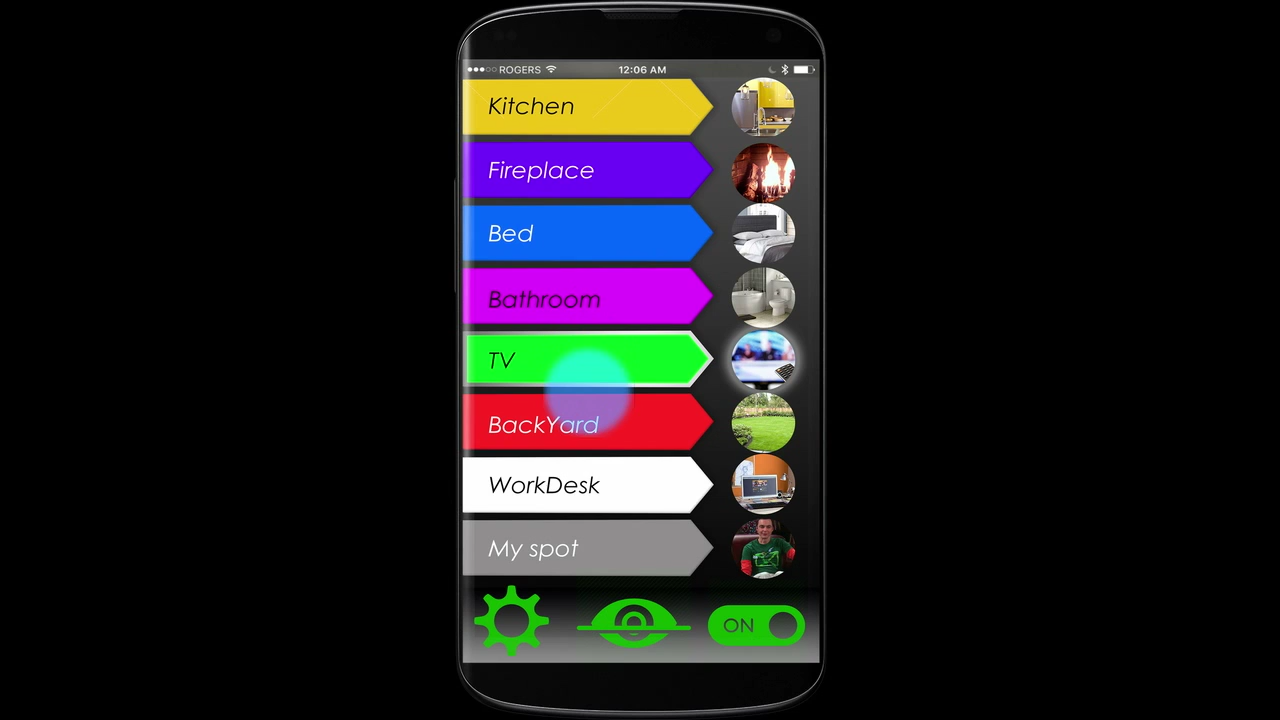 ROGERS 12:06 AM
Kitchen
Fireplace
Bed
Bathroom
TV
BackYard
WorkDesk
My spot
ON